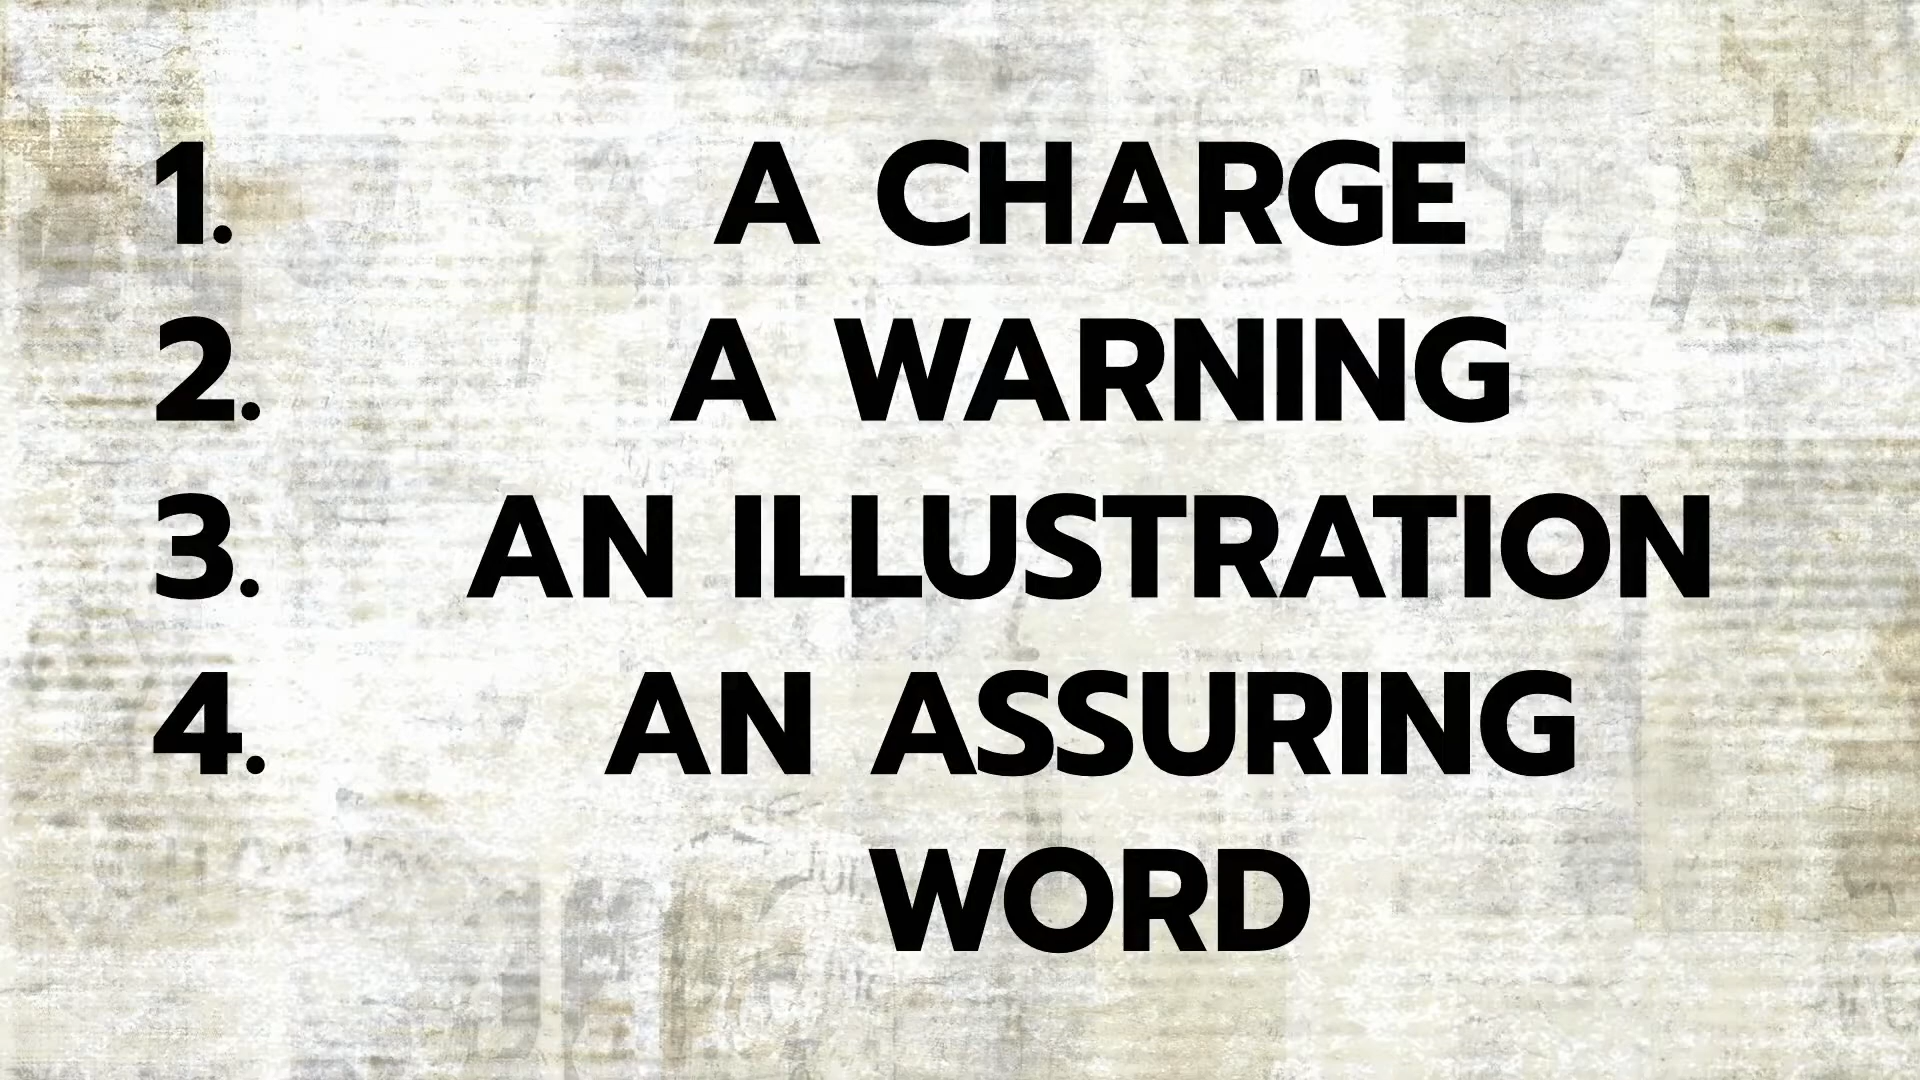 1. A CHARGE
2. A WARNING
3. AN ILLUSTRATION
4. AN ASSURING
WORD